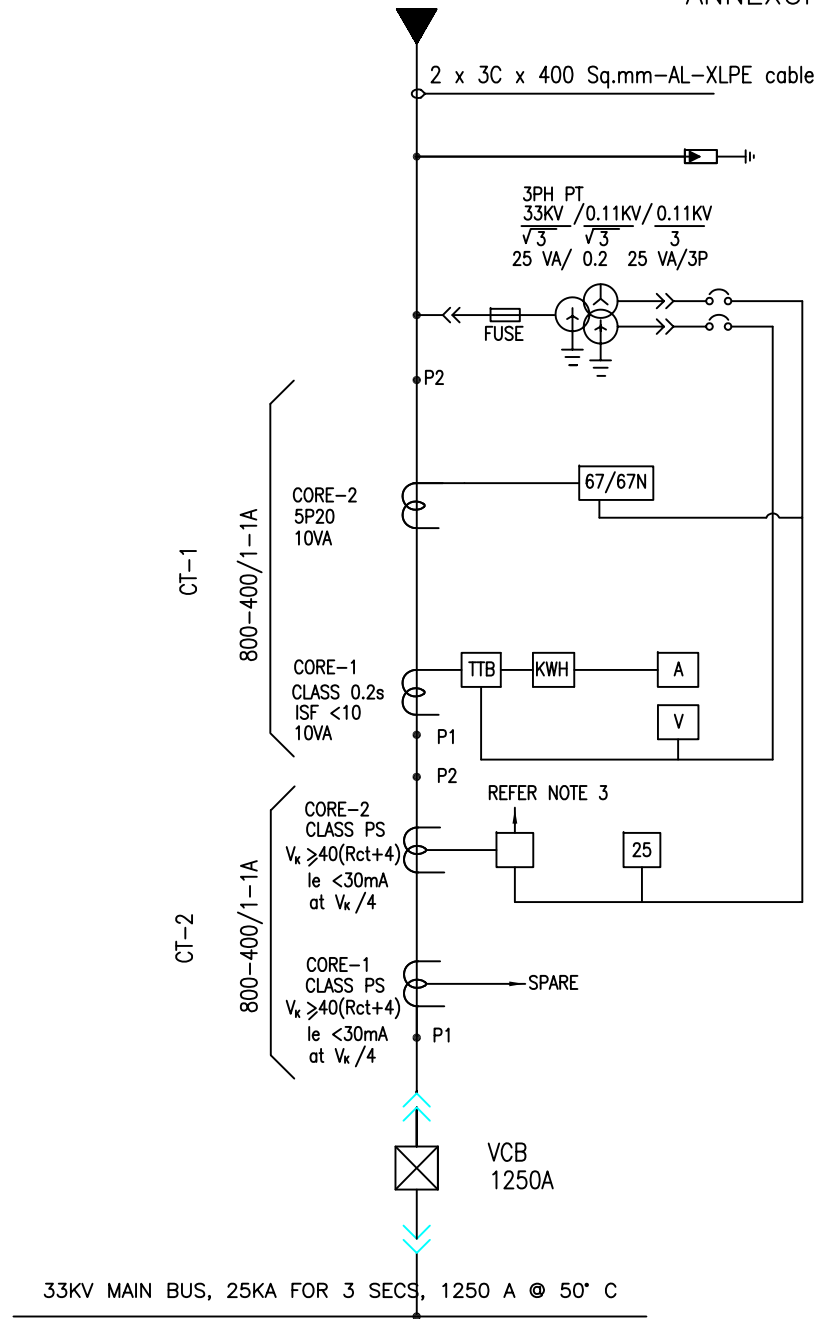 2 x 3C x 400 Sq.mm-AL-XLPE cable
3PH PT
33KV /0.11KV/ 0.11KV
√3 √3 3
25 VA/ 0.2 25 VA/3P
FUSE
P2
CORE-2
5P20
10VA
67/67N
CT-1
800-400/1-1A
CORE-1
CLASS 0.2s
ISF <10
10VA
TTB
KWH
A
V
P1
P2
REFER NOTE 3
CORE-2
CLASS PS
VK ⩾40(Rct+4)
Ie <30mA
at VK /4
25
CT-2
800-400/1-1A
CORE-1
CLASS PS
VK ⩾40(Rct+4)
Ie <30mA
at VK /4
SPARE
P1
VCB
1250A
33KV MAIN BUS, 25KA FOR 3 SECS, 1250 A @ 50° C